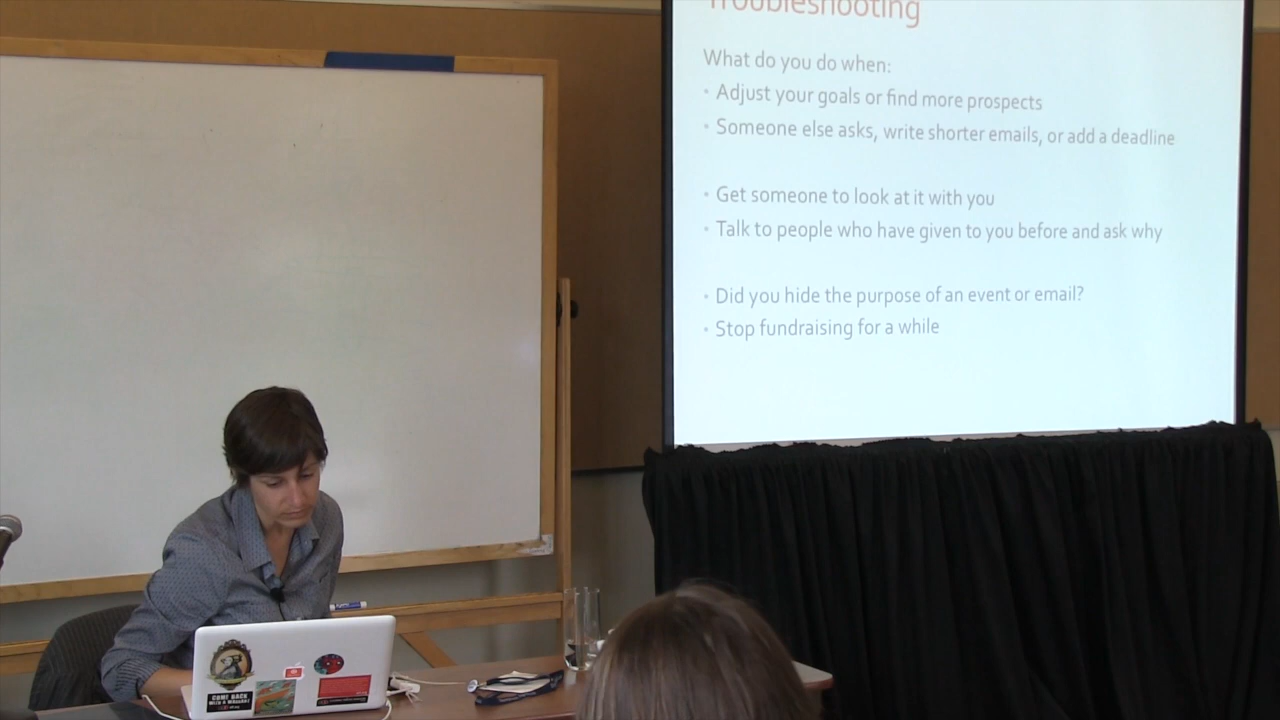 Troubleshooting
What do you do when:
• Adjust your goals or find more prospects
• Someone else asks, write shorter emails, or add a deadline
• Get someone to look at it with you
• Talk to people who have given to you before and ask why
• Did you hide the purpose of an event or email?
• Stop fundraising for a while
COME BACK
WITH A WARRANT